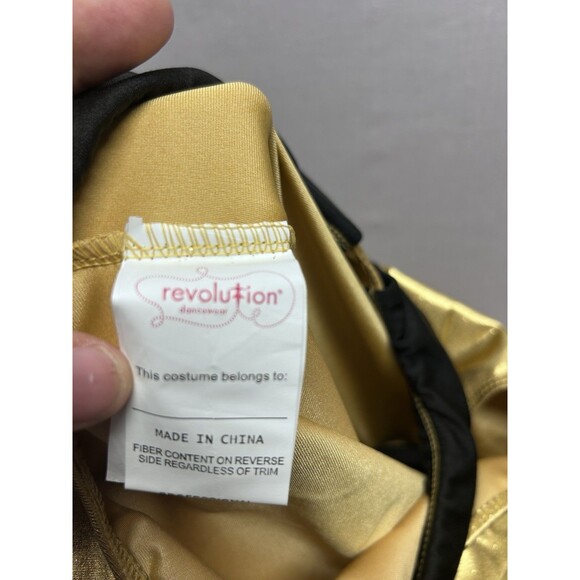 revolution
dancewear
This costume belongs to:
MADE IN CHINA
FIBER CONTENT ON REVERSE
SIDE REGARDLESS OF TRIM